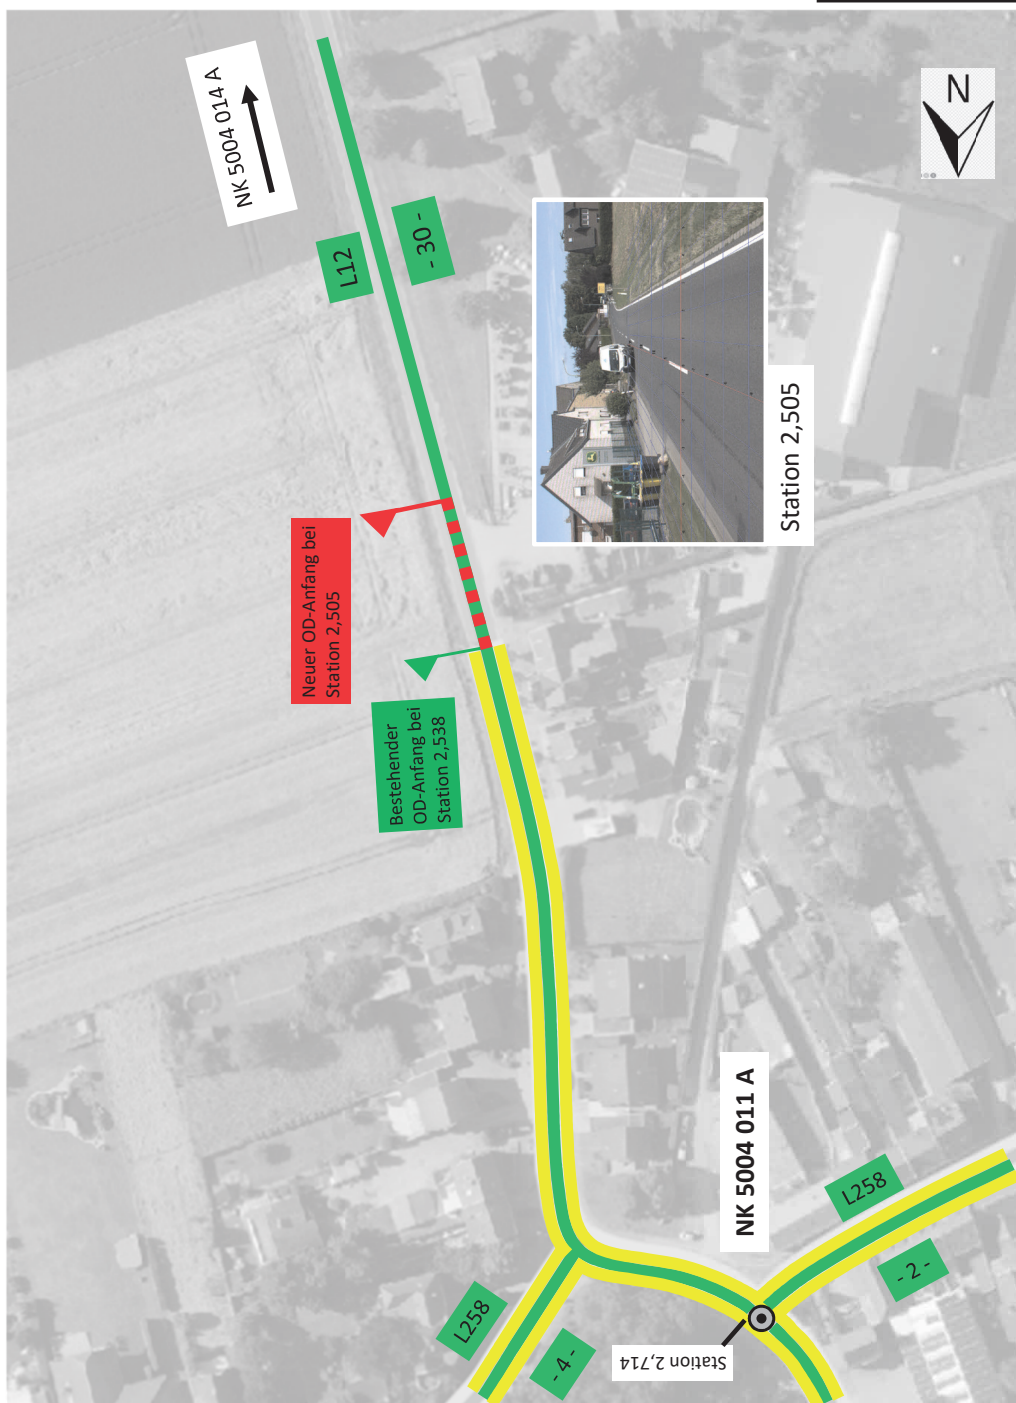 NK 5004 014 A
N
L12
- 30 -
Station 2,505
Neuer OD-Anfang bei
Station 2,505
Bestehender
OD-Anfang bei
Station 2,538
NK 5004 011 A
L258
- 2 -
L258
- 4 -
Station 2,714